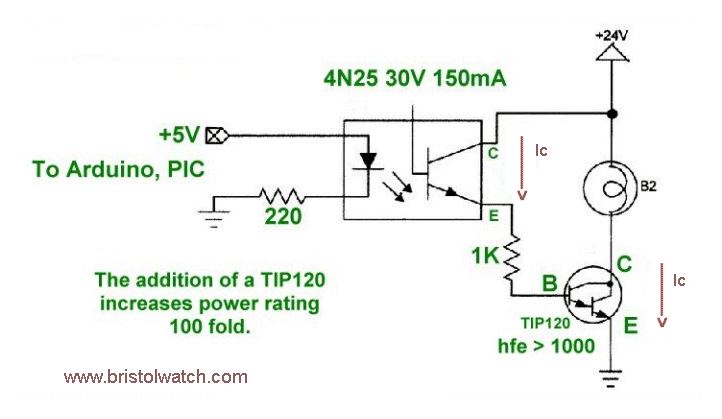 +24V
4N25 30V 150mA
+5V
C
Ic
To Arduino, PIC
B2
E
220
1K
C
The addition of a TIP120
increases power rating
100 fold.
B
Ic
TIP120
E
hfe > 1000
www.bristolwatch.com